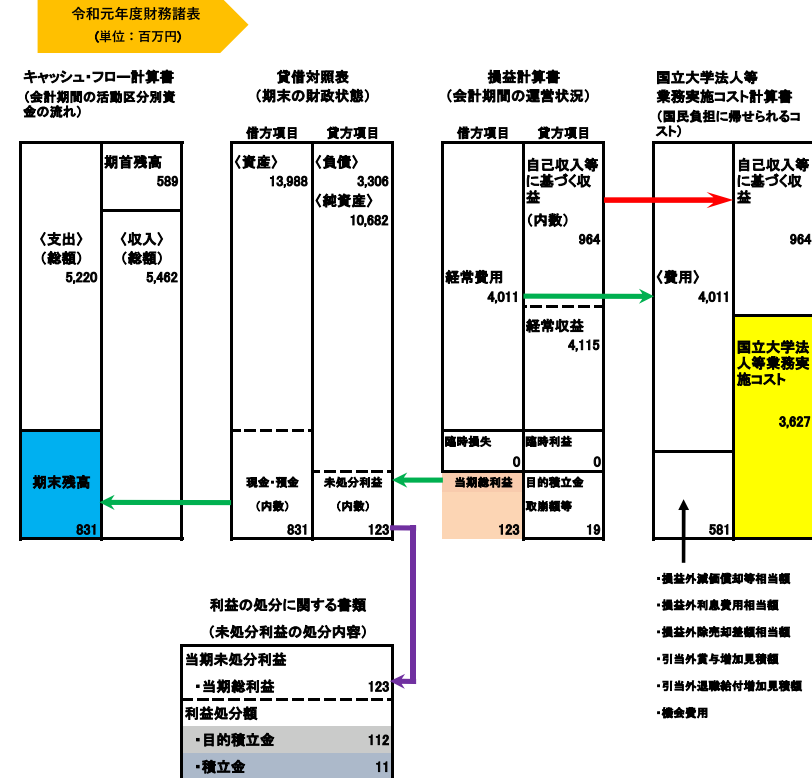 令和元年度財務諸表
(単位：百万円)
キャッシュ・フロー計算書
(会計期間の活動区分別資
金の流れ)
期首残高
589
〈支出〉
(総額)
5,220
〈収入〉
(総額)
5,462
期末残高
831
貸借対照表
(期末の財政状態)
借方項目
貸方項目
〈資産〉
13,988
〈負債〉
3,306
〈純資産〉
10,682
現金・預金
(内数)
831
未処分利益
(内数)
123
損益計算書
(会計期間の運営状況)
借方項目
貸方項目
自己収入等
に基づく収
益
(内数)
964
経常費用
4,011
経常収益
4,115
臨時損失
0
臨時利益
0
当期総利益
123
目的積立金
取崩額等
19
国立大学法人等
業務実施コスト計算書
(国民負担に帰せられるコ
スト)
自己収入等
に基づく収
益
964
〈費用〉
4,011
国立大学法
人等業務実
施コスト
3,627
581
・損益外減価償却等相当額
・損益外利息費用相当額
・損益外除売却差額相当額
・引当外賞与増加見積額
・引当外退職給付増加見積額
・機会費用
利益の処分に関する書類
(未処分利益の処分内容)
当期未処分利益
・当期総利益
123
利益処分額
・目的積立金
112
・積立金
11